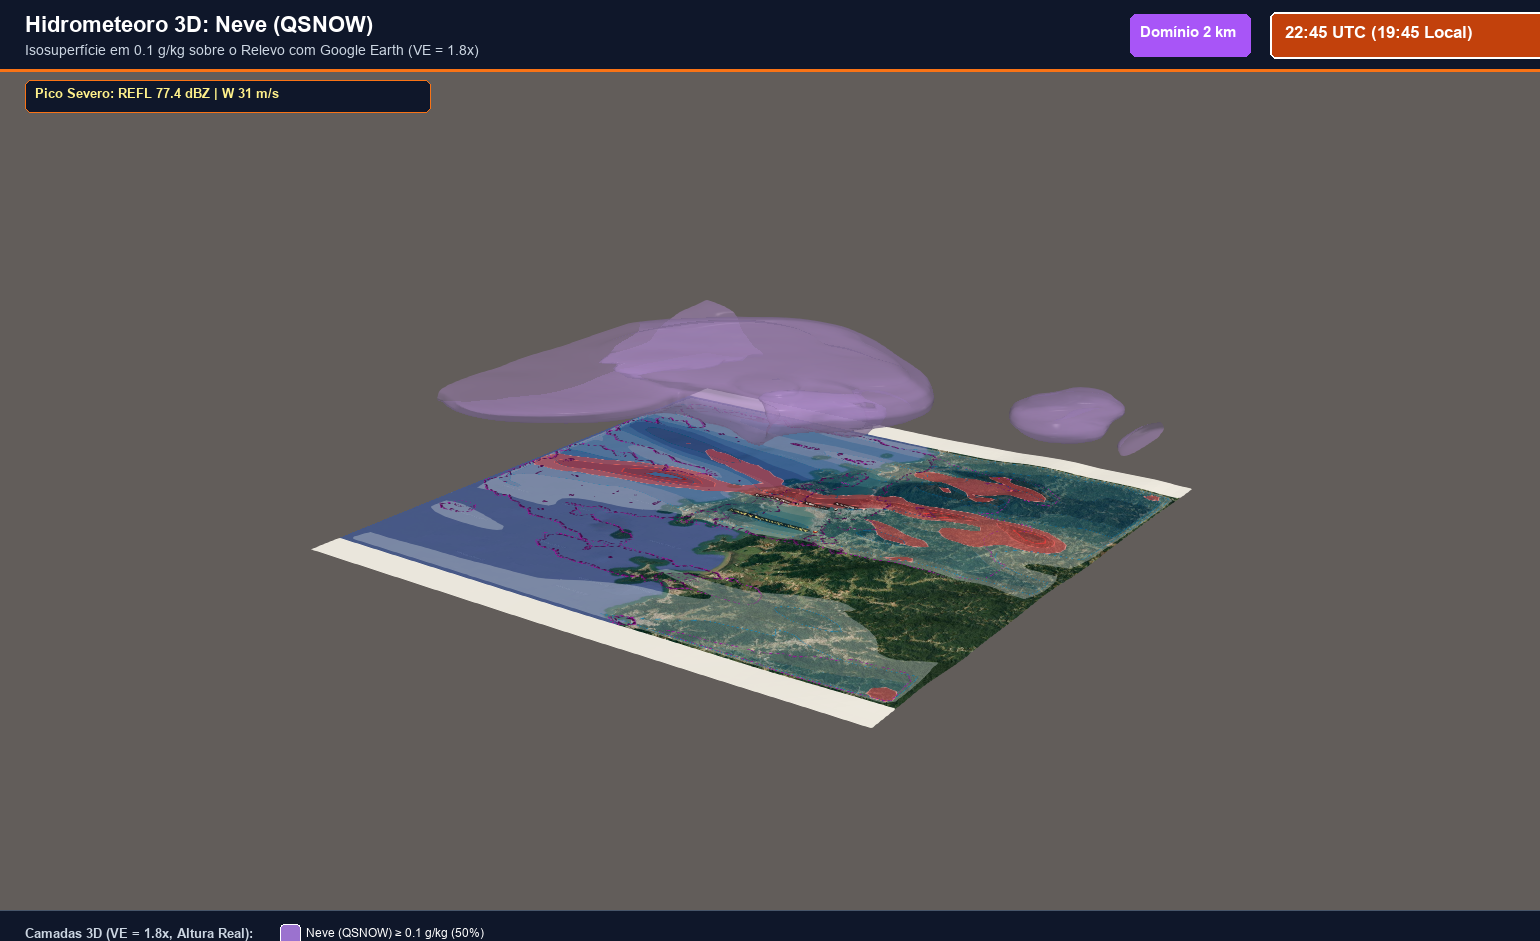 Hidrometeoro 3D: Neve (QSNOW)
Isosuperfície em 0.1 g/kg sobre o Relevo com Google Earth (VE = 1.8x)
Domínio 2 km
22:45 UTC (19:45 Local)
Pico Severo: REFL 77.4 dBZ | W 31 m/s
Camadas 3D (VE = 1.8x, Altura Real):
Neve (QSNOW) ≥ 0.1 g/kg (50%)